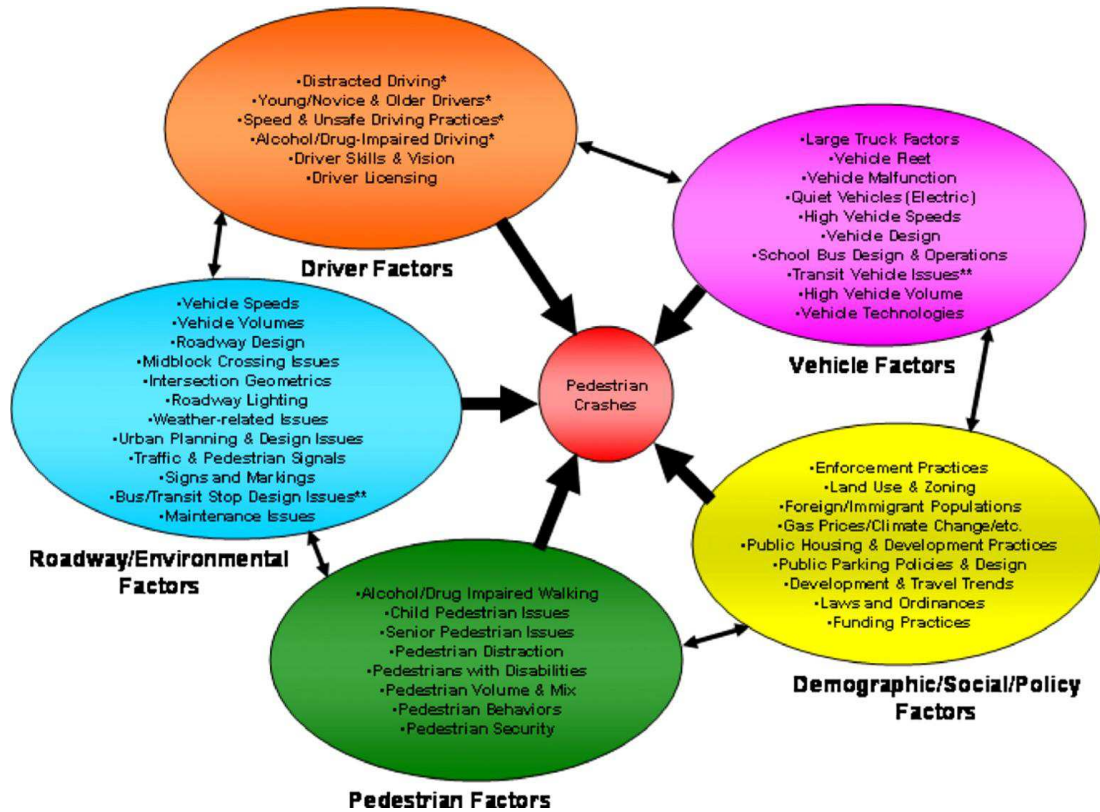 •Distracted Driving*
•Young/Novice & Older Drivers*
•Speed & Unsafe Driving Practices*
•Alcohol/Drug-Impaired Driving*
•Driver Skills & Vision
•Driver Licensing
Driver Factors
•Large Truck Factors
•Vehicle Fleet
•Vehicle Malfunction
•Quiet Vehicles (Electric)
•High Vehicle Speeds
•Vehicle Design
•School Bus Design & Operations
•Transit Vehicle Issues**
•High Vehicle Volume
•Vehicle Technologies
Vehicle Factors
•Vehicle Speeds
•Vehicle Volumes
•Roadway Design
•Midblock Crossing Issues
•Intersection Geometrics
•Roadway Lighting
•Weather-related Issues
•Urban Planning & Design Issues
•Traffic & Pedestrian Signals
•Signs and Markings
•Bus/Transit Stop Design Issues**
•Maintenance Issues
Roadway/Environmental
Factors
Pedestrian
Crashes
•Enforcement Practices
•Land Use & Zoning
•Foreign/Immigrant Populations
•Gas Prices/Climate Change/etc.
•Public Housing & Development Practices
•Public Parking Policies & Design
•Development & Travel Trends
•Laws and Ordinances
•Funding Practices
Demographic/Social/Policy
Factors
•Alcohol/Drug Impaired Walking
•Child Pedestrian Issues
•Senior Pedestrian Issues
•Pedestrian Distraction
•Pedestrians with Disabilities
•Pedestrian Volume & Mix
•Pedestrian Behaviors
•Pedestrian Security
Pedestrian Factors